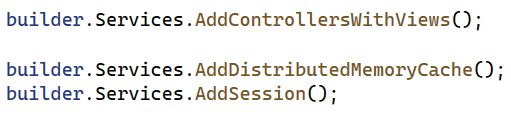 builder.Services.AddControllersWithViews();
builder.Services.AddDistributedMemoryCache();
builder.Services.AddSession();